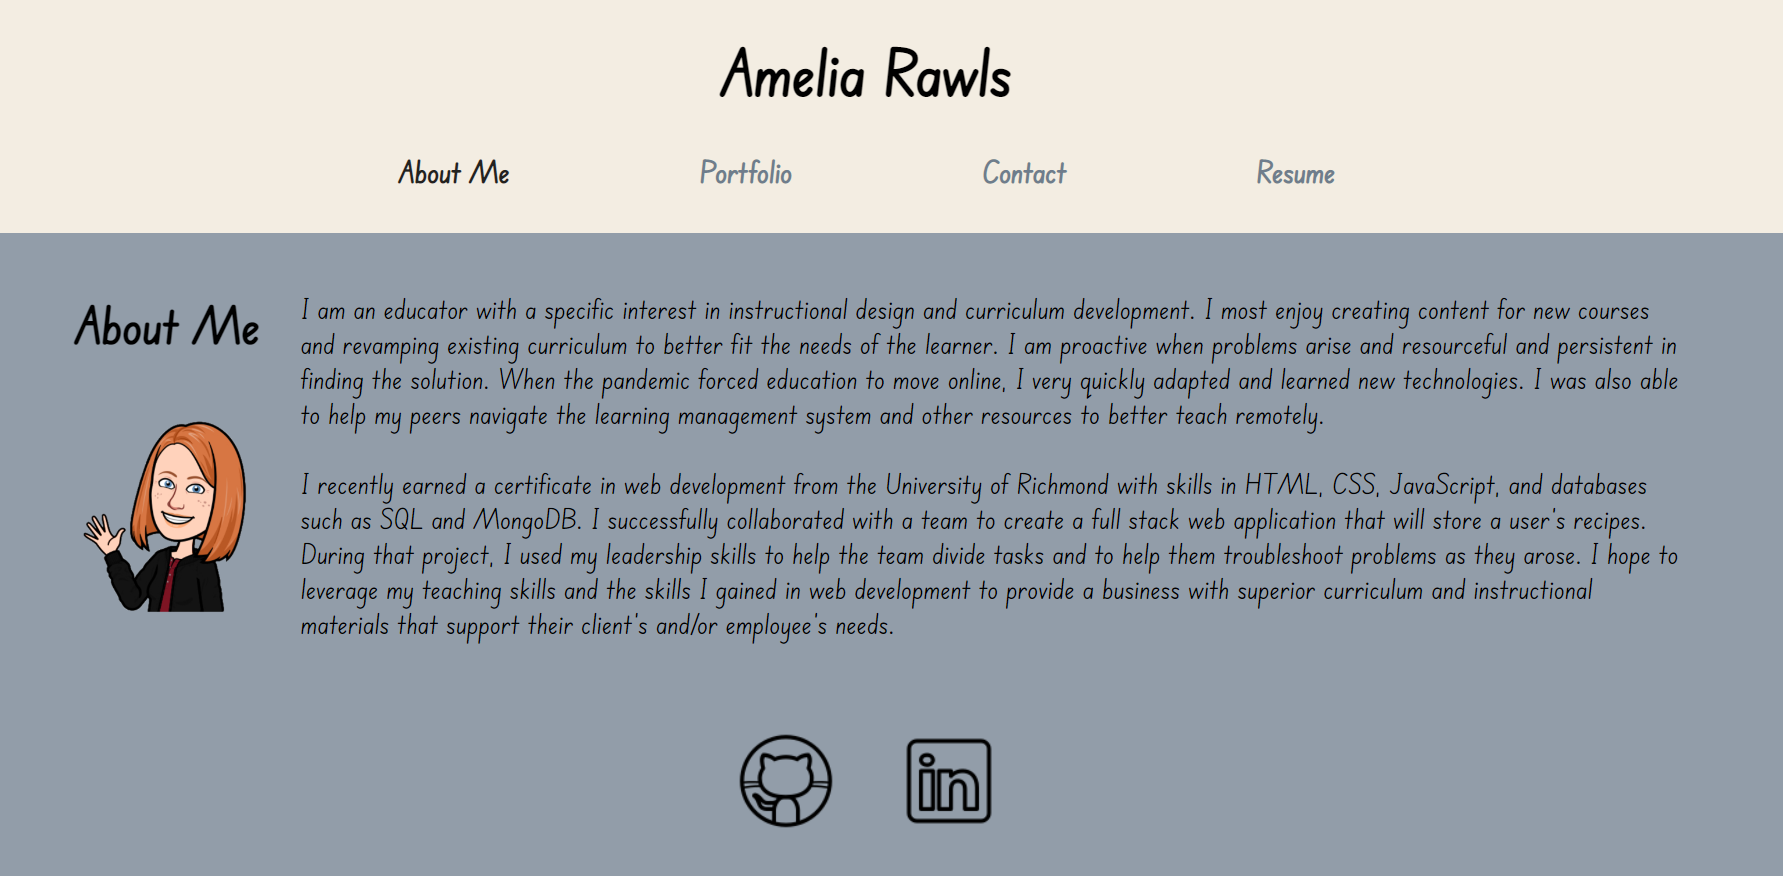 Amelia Rawls
About Me
Portfolio
Contact
Resume
About Me
I am an educator with a specific interest in instructional design and curriculum development. I most enjoy creating content for new courses
and revamping existing curriculum to better fit the needs of the learner. I am proactive when problems arise and resourceful and persistent in
finding the solution. When the pandemic forced education to move online, I very quickly adapted and learned new technologies. I was also able
to help my peers navigate the learning management system and other resources to better teach remotely.
I recently earned a certificate in web development from the University of Richmond with skills in HTML, CSS, JavaScript, and databases
such as SQL and MongoDB. I successfully collaborated with a team to create a full stack web application that will store a user's recipes.
During that project, I used my leadership skills to help the team divide tasks and to help them troubleshoot problems as they arose. I hope to
leverage my teaching skills and the skills I gained in web development to provide a business with superior curriculum and instructional
materials that support their client's and/or employee's needs.
in